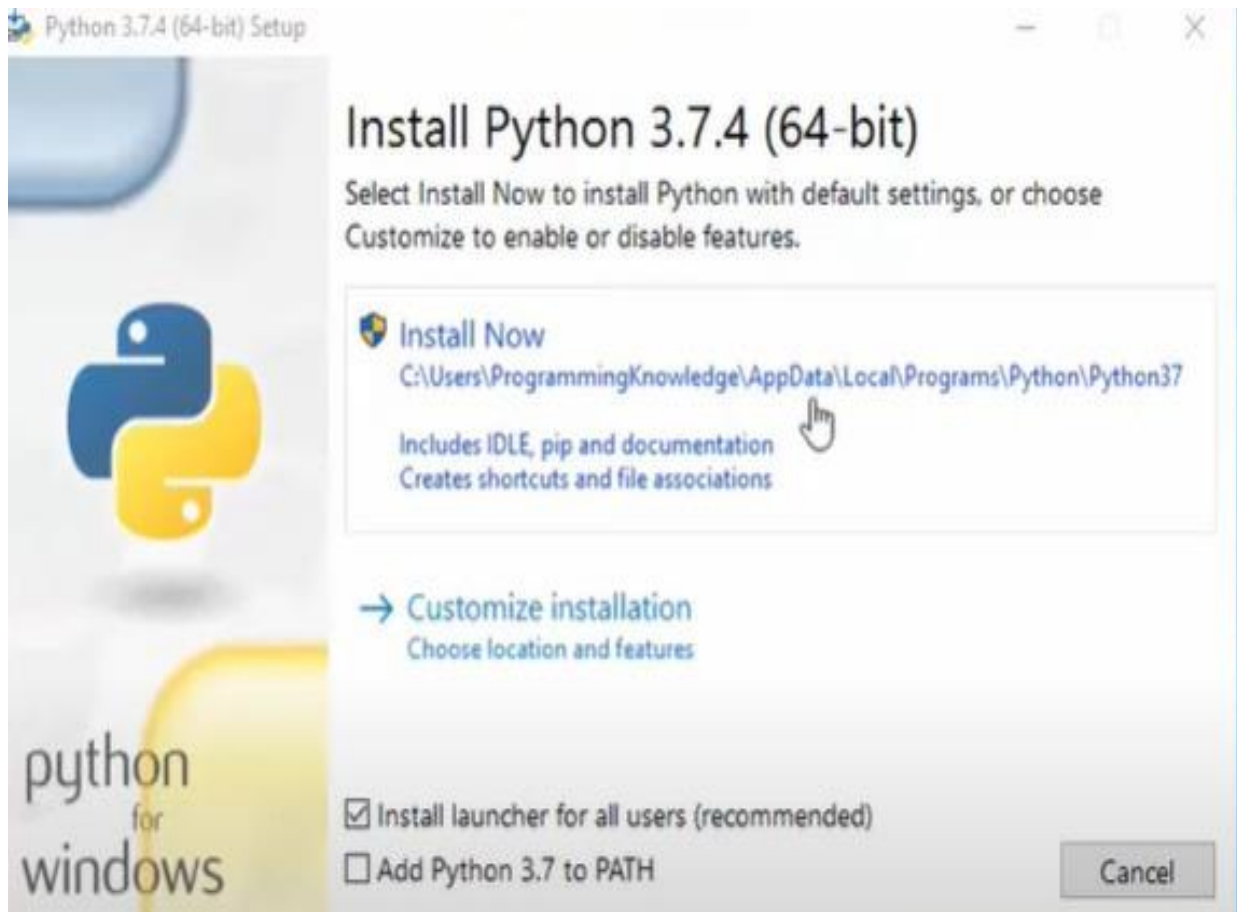 Python 3.7.4 (64-bit) Setup
Install Python 3.7.4 (64-bit)
Select Install Now to install Python with default settings, or choose
Customize to enable or disable features.
Install Now
C:\Users\ProgrammingKnowledge\AppData\Local\Programs\Python\Python37
Includes IDLE, pip and documentation
Creates shortcuts and file associations
Customize installation
Choose location and features
python
for
windows
Install launcher for all users (recommended)
Add Python 3.7 to PATH
Cancel